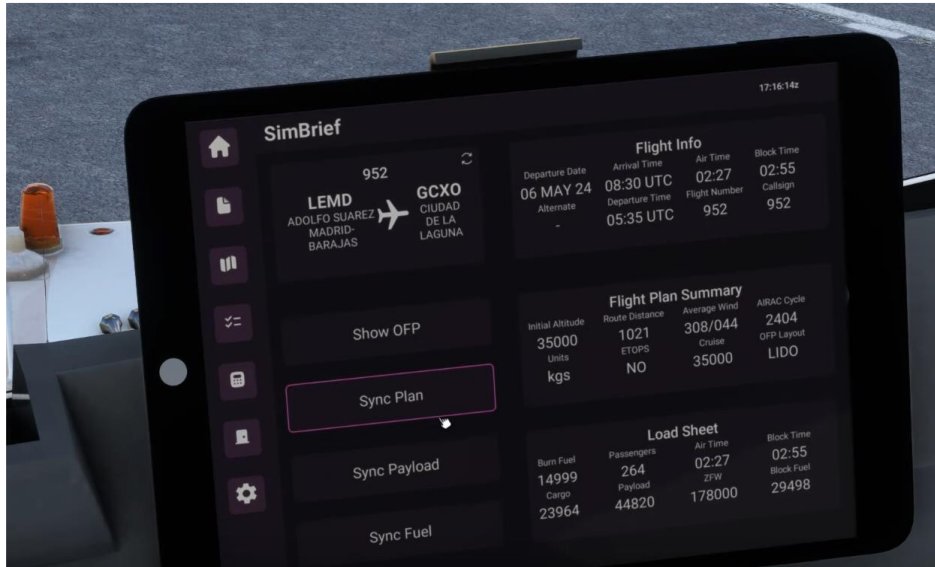 SimBrief
17:16:14z
952
LEMD
ADOLFO SUAREZ
MADRID-
BARAJAS
GCXO
CIUDAD
DE LA
LAGUNA
Show OFP
Sync Plan
Sync Payload
Sync Fuel
Flight Info
Departure Date Arrival Time Air Time Block Time
06 MAY 24 08:30 UTC 02:27 02:55
Alternate Departure Time Flight Number Callsign
- 05:35 UTC 952 952
Flight Plan Summary
Initial Altitude Route Distance Average Wind AIRAC Cycle
35000 1021 308/044 2404
Units ETOPS Cruise OFP Layout
kgs NO 35000 LIDO
Load Sheet
Burn Fuel Passengers Air Time Block Time
14999 264 02:27 02:55
Cargo Payload ZFW Block Fuel
23964 44820 178000 29498